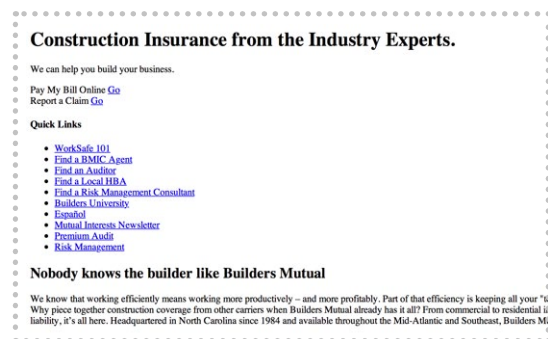 Construction Insurance from the Industry Experts.
We can help you build your business.
Pay My Bill Online Go
Report a Claim Go
Quick Links
WorkSafe 101
Find a BMIC Agent
Find an Auditor
Find a Local HBA
Find a Risk Management Consultant
Builders University
Español
Mutual Interests Newsletter
Premium Audit
Risk Management
Nobody knows the builder like Builders Mutual
We know that working efficiently means working more productively – and more profitably. Part of that efficiency is keeping all your
Why piece together construction coverage from other carriers when Builders Mutual already has it all? From commercial to residential
liability, it's all here. Headquartered in North Carolina since 1984 and available throughout the Mid-Atlantic and Southeast, Builders